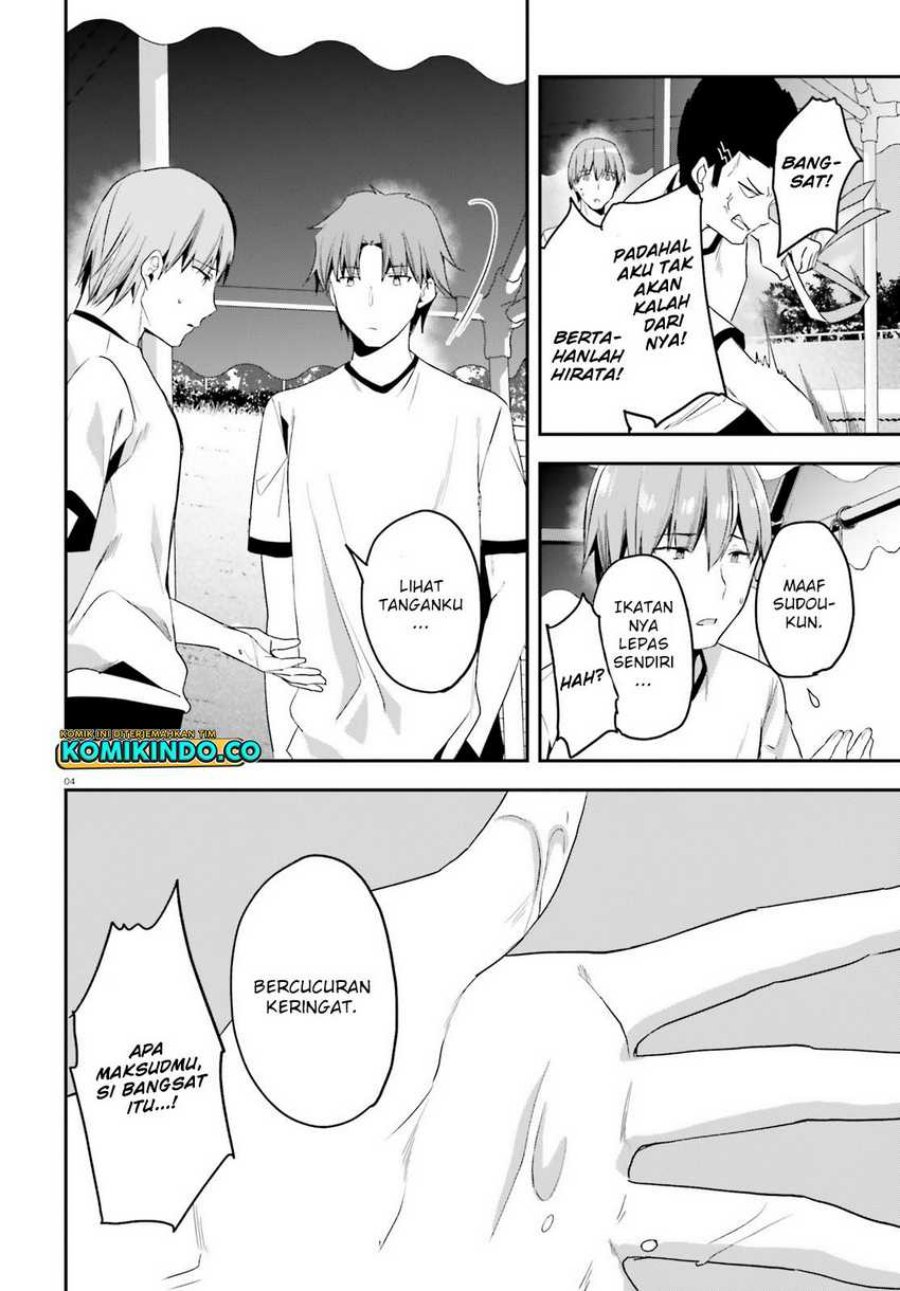 BANG-
SAT!
PADAHAL
AKU TAK
AKAN
KALAH
DARI
NYA!
BERTA-
HANLAH
HIRATA!
MAAF
SUDOU-
KUN.
IKATAN
NYA
LEPAS
SENDIRI
...
HAH?
LIHAT
TANGANKU
...
KOMIK INI DITERJEMAHKAN TIM
KOMIKINDO.CO
04
BERCUCURAN
KERINGAT.
APA
MAKSUDMU,
SI BANGSAT
ITU...!